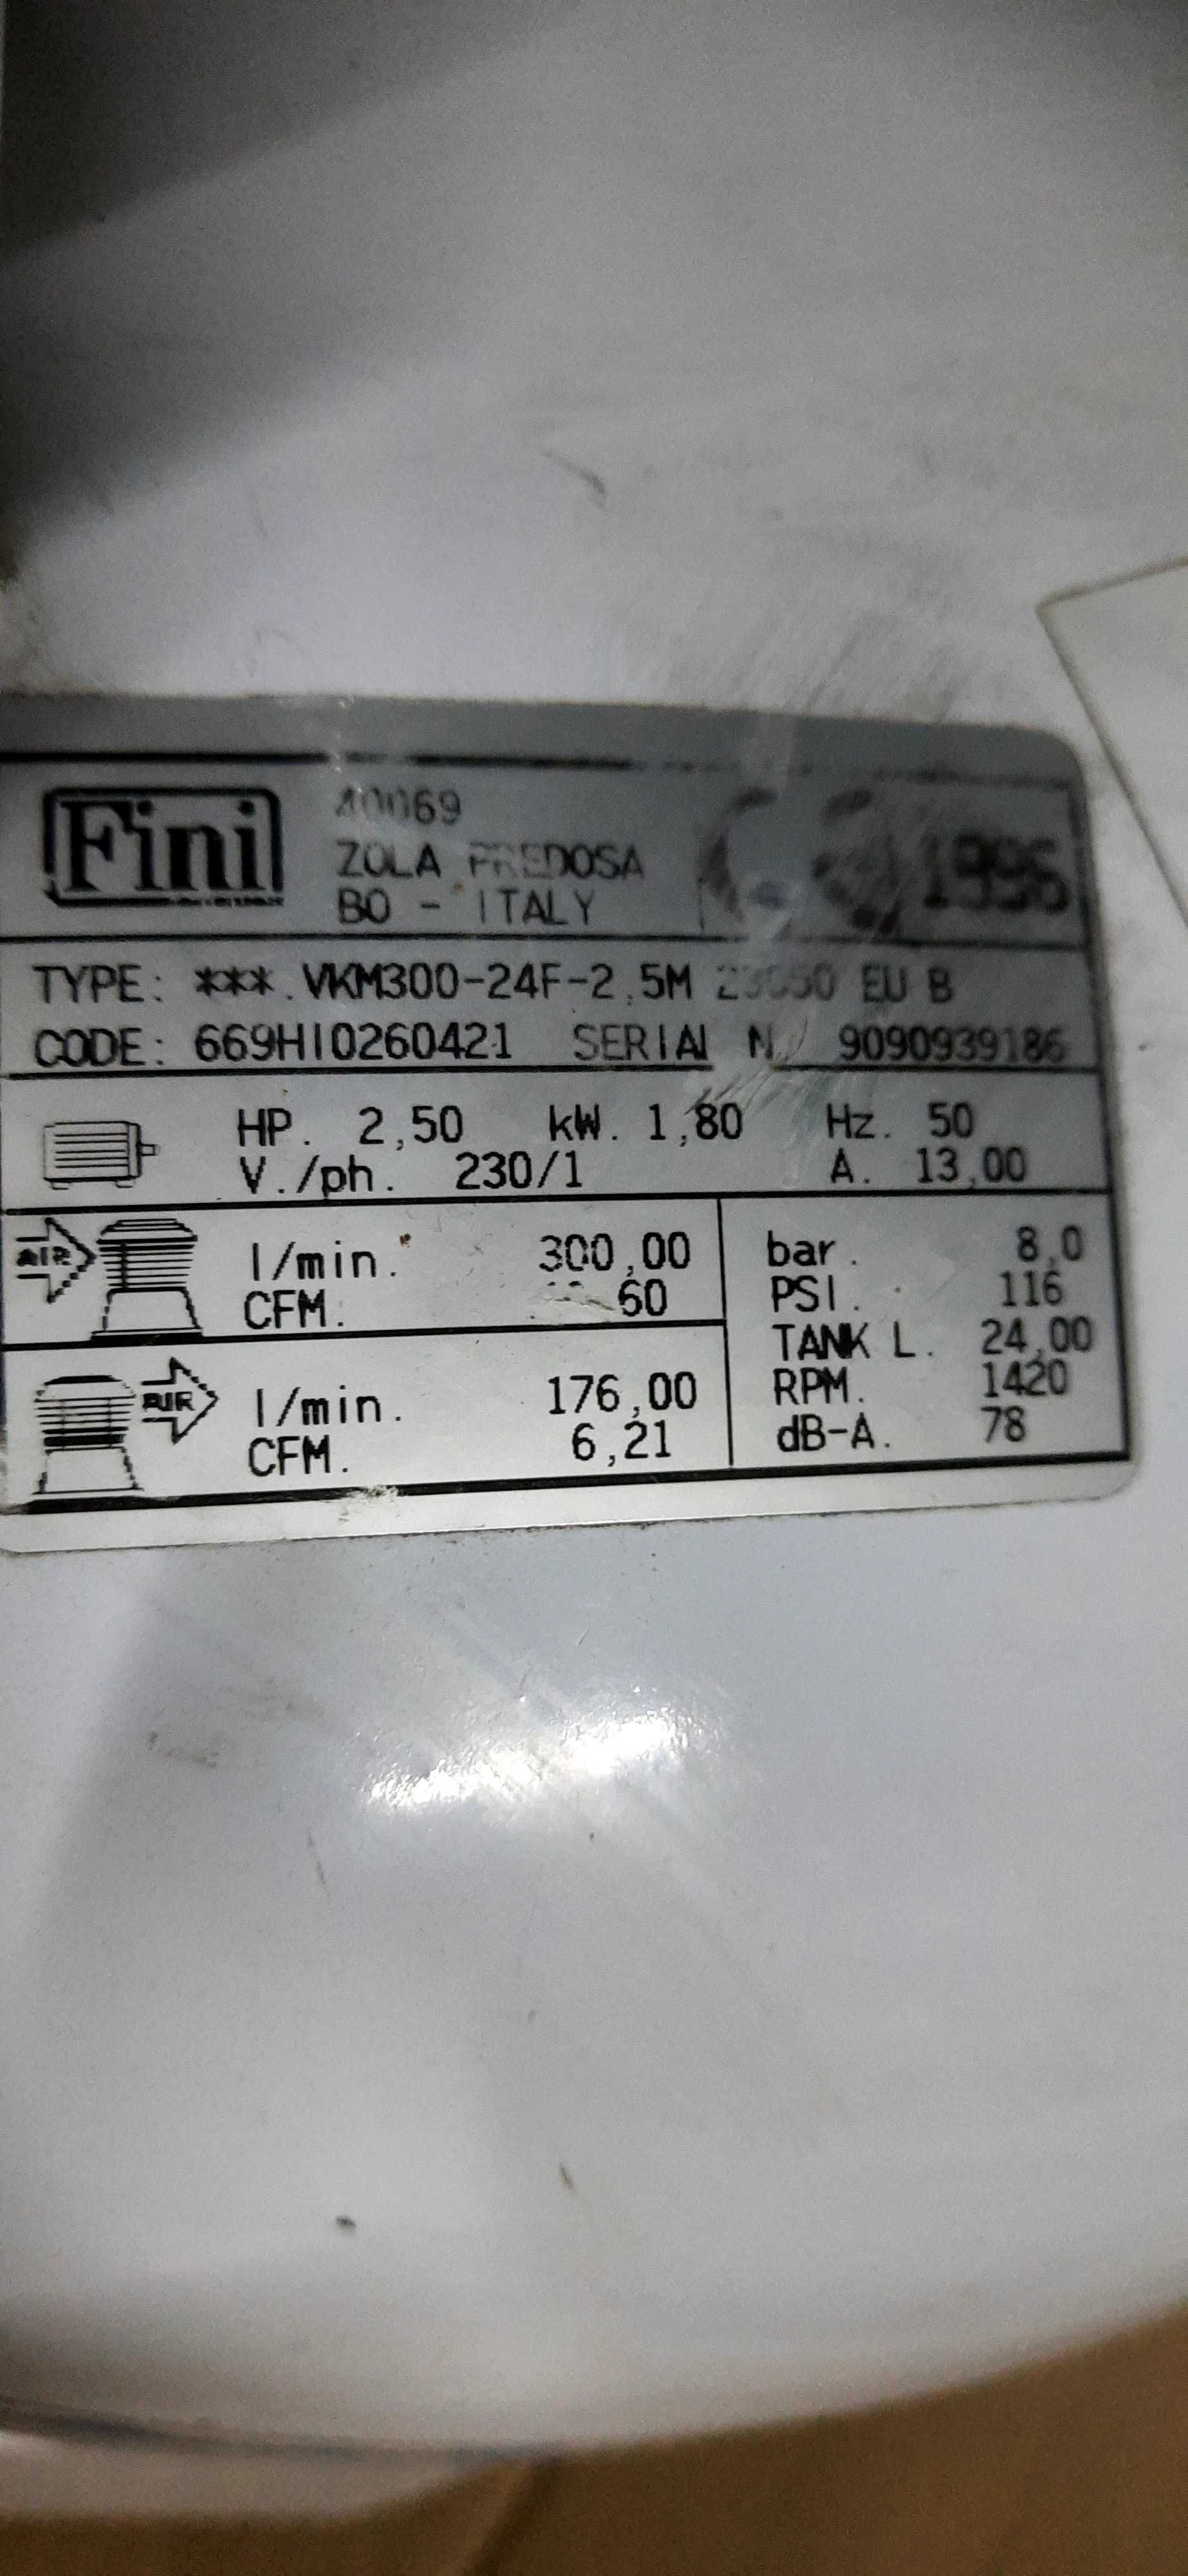 Fini
40069
ZOLA PREDOSA
BO - ITALY
1996
TYPE: ***.VKM300-24F-2,5M EU B
CODE: 669HI0260421 SERIAL N. 9090939186
HP. 2,50 kW. 1,80 Hz. 50
V./ph. 230/1 A. 13,00
AIR
l/min. 300,00
CFM.
bar. 8,0
PSI. 116
TANK L. 24,00
RPM. 1420
dB-A. 78
AIR
l/min. 176,00
CFM. 6,21